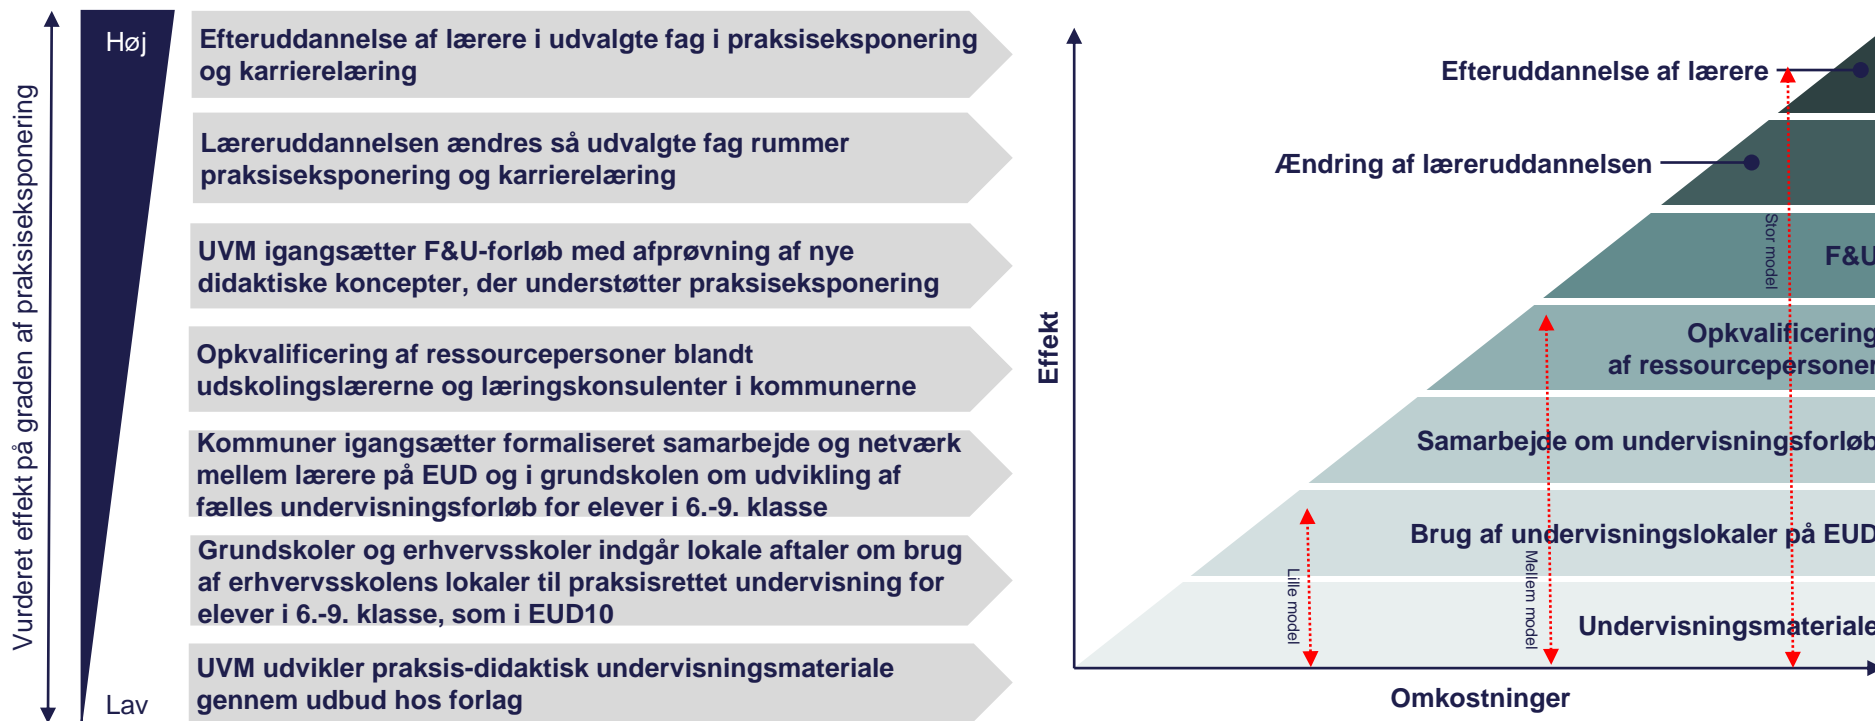 Vurderet effekt på graden af praksiseksponering
Høj
Lav
Efteruddannelse af lærere i udvalgte fag i praksiseksponering
og karrierelæring
Læreruddannelsen ændres så udvalgte fag rummer
praksiseksponering og karrierelæring
UVM igangsætter F&U-forløb med afprøvning af nye
didaktiske koncepter, der understøtter praksiseksponering
Opkvalificering af ressourcepersoner blandt
udskolingslærerne og læringskonsulenter i kommunerne
Kommuner igangsætter formaliseret samarbejde og netværk
mellem lærere på EUD og i grundskolen om udvikling af
fælles undervisningsforløb for elever i 6.-9. klasse
Grundskoler og erhvervsskoler indgår lokale aftaler om brug
af erhvervsskolens lokaler til praksisrettet undervisning for
elever i 6.-9. klasse, som i EUD10
UVM udvikler praksis-didaktisk undervisningsmateriale
gennem udbud hos forlag
Effekt
Efteruddannelse af lærere
Ændring af læreruddannelsen
F&U
Opkvalificering
af ressourcepersoner
Samarbejde om undervisningsforløb
Brug af undervisningslokaler på EUD
Undervisningsmateriale
Lille model
Mellem model
Stor model
Omkostninger